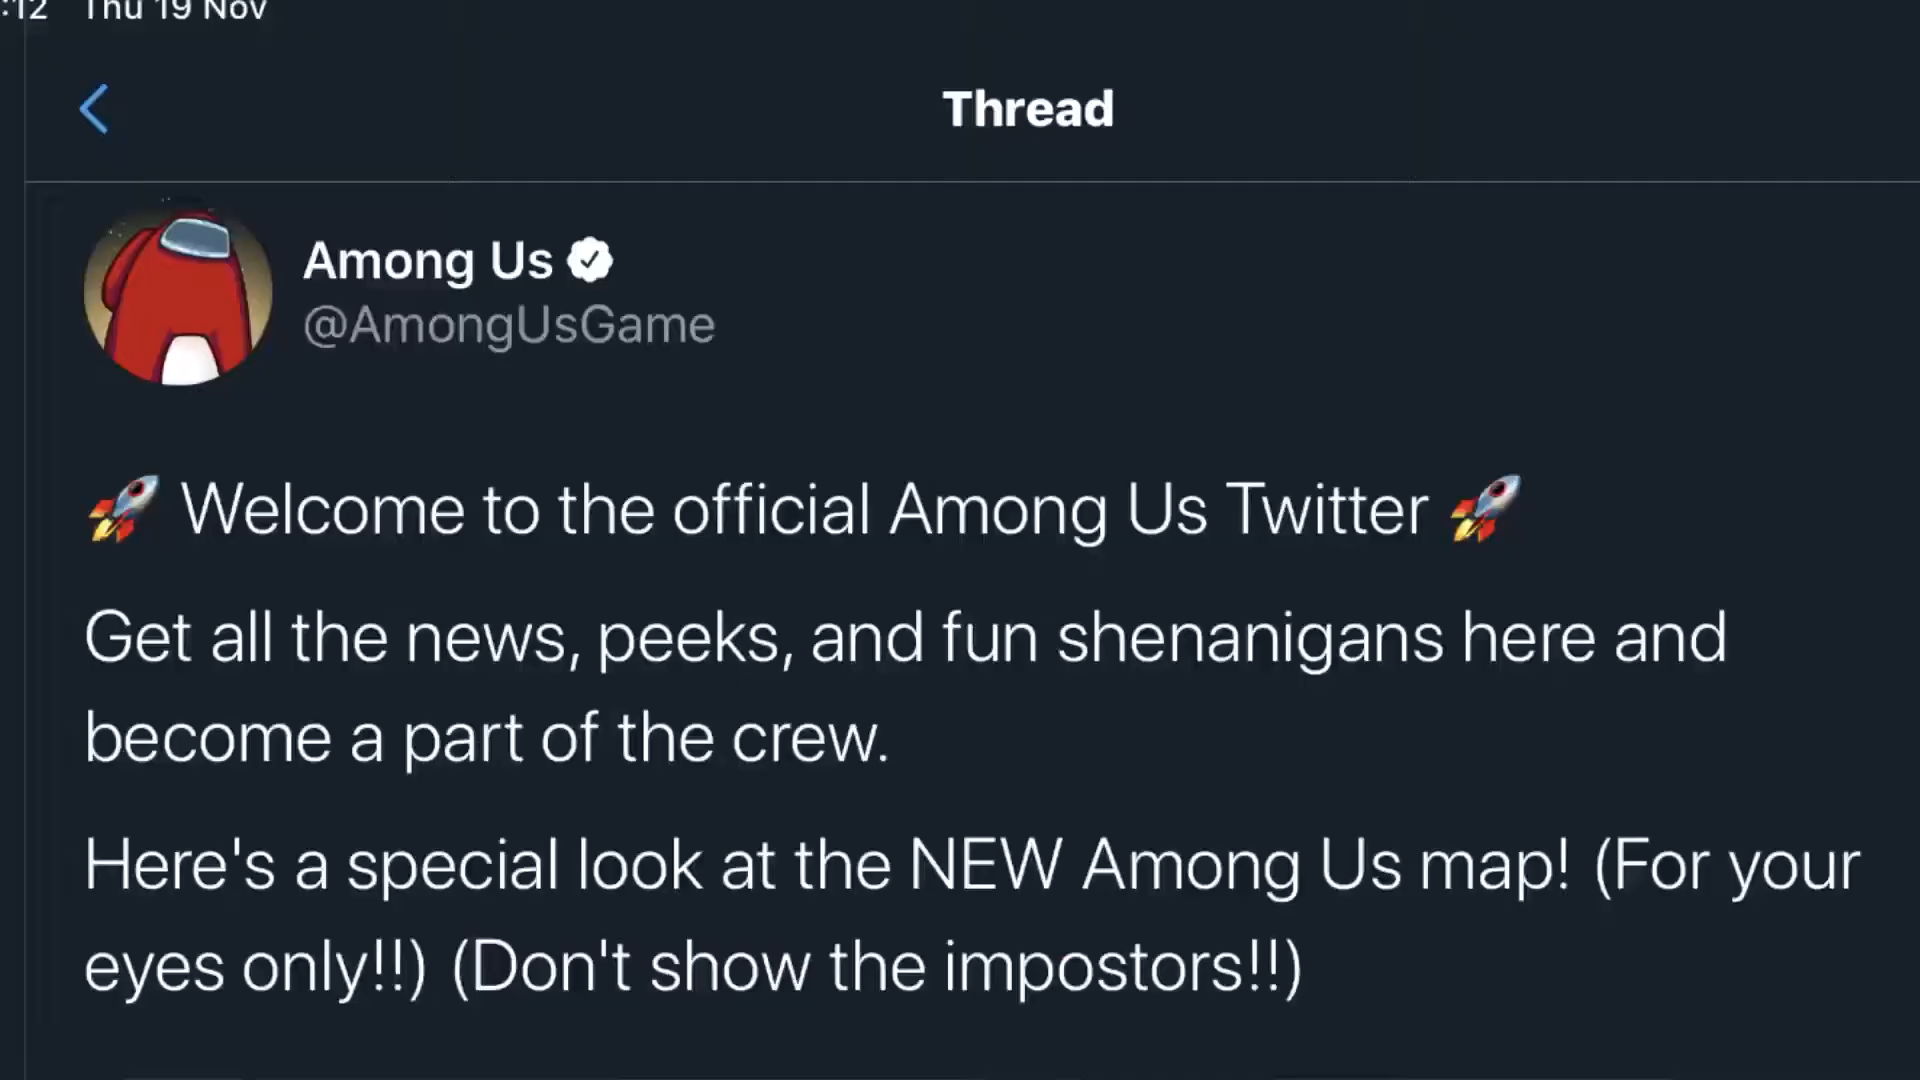 :12 Thu 19 Nov
Thread
Among Us
@AmongUsGame
🚀 Welcome to the official Among Us Twitter 🚀
Get all the news, peeks, and fun shenanigans here and
become a part of the crew.
Here's a special look at the NEW Among Us map! (For your
eyes only!!) (Don't show the impostors!!)